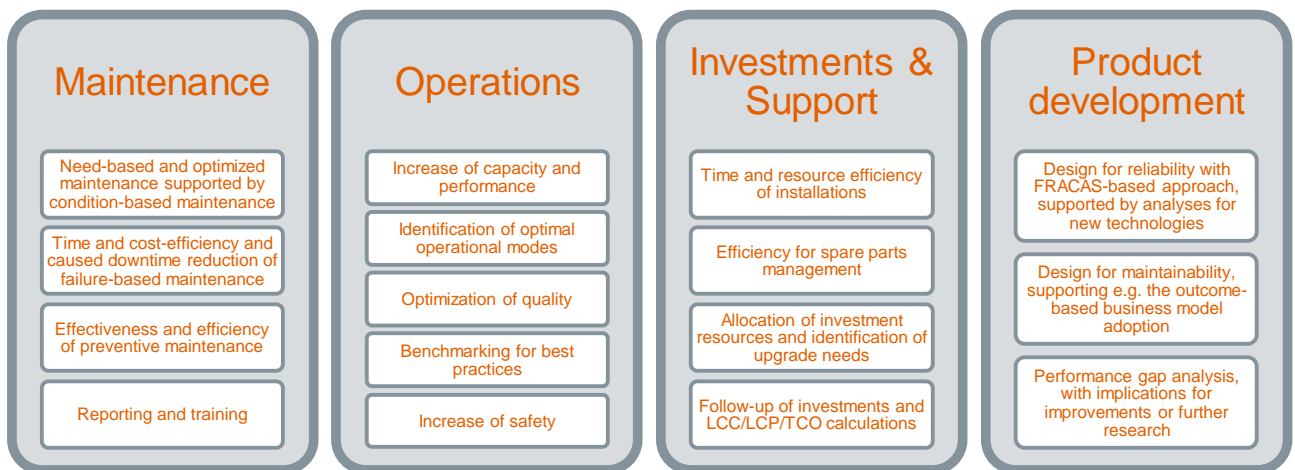 Maintenance
Need-based and optimized
maintenance supported by
condition-based maintenance
Time and cost-efficiency and
caused downtime reduction of
failure-based maintenance
Effectiveness and efficiency
of preventive maintenance
Reporting and training
Operations
Increase of capacity and
performance
Identification of optimal
operational modes
Optimization of quality
Benchmarking for best
practices
Increase of safety
Investments &
Support
Time and resource efficiency
of installations
Efficiency for spare parts
management
Allocation of investment
resources and identification of
upgrade needs
Follow-up of investments and
LCC/LCP/TCO calculations
Product
development
Design for reliability with
FRACAS-based approach,
supported by analyses for
new technologies
Design for maintainability,
supporting e.g. the outcome-
based business model
adoption
Performance gap analysis,
with implications for
improvements or further
research